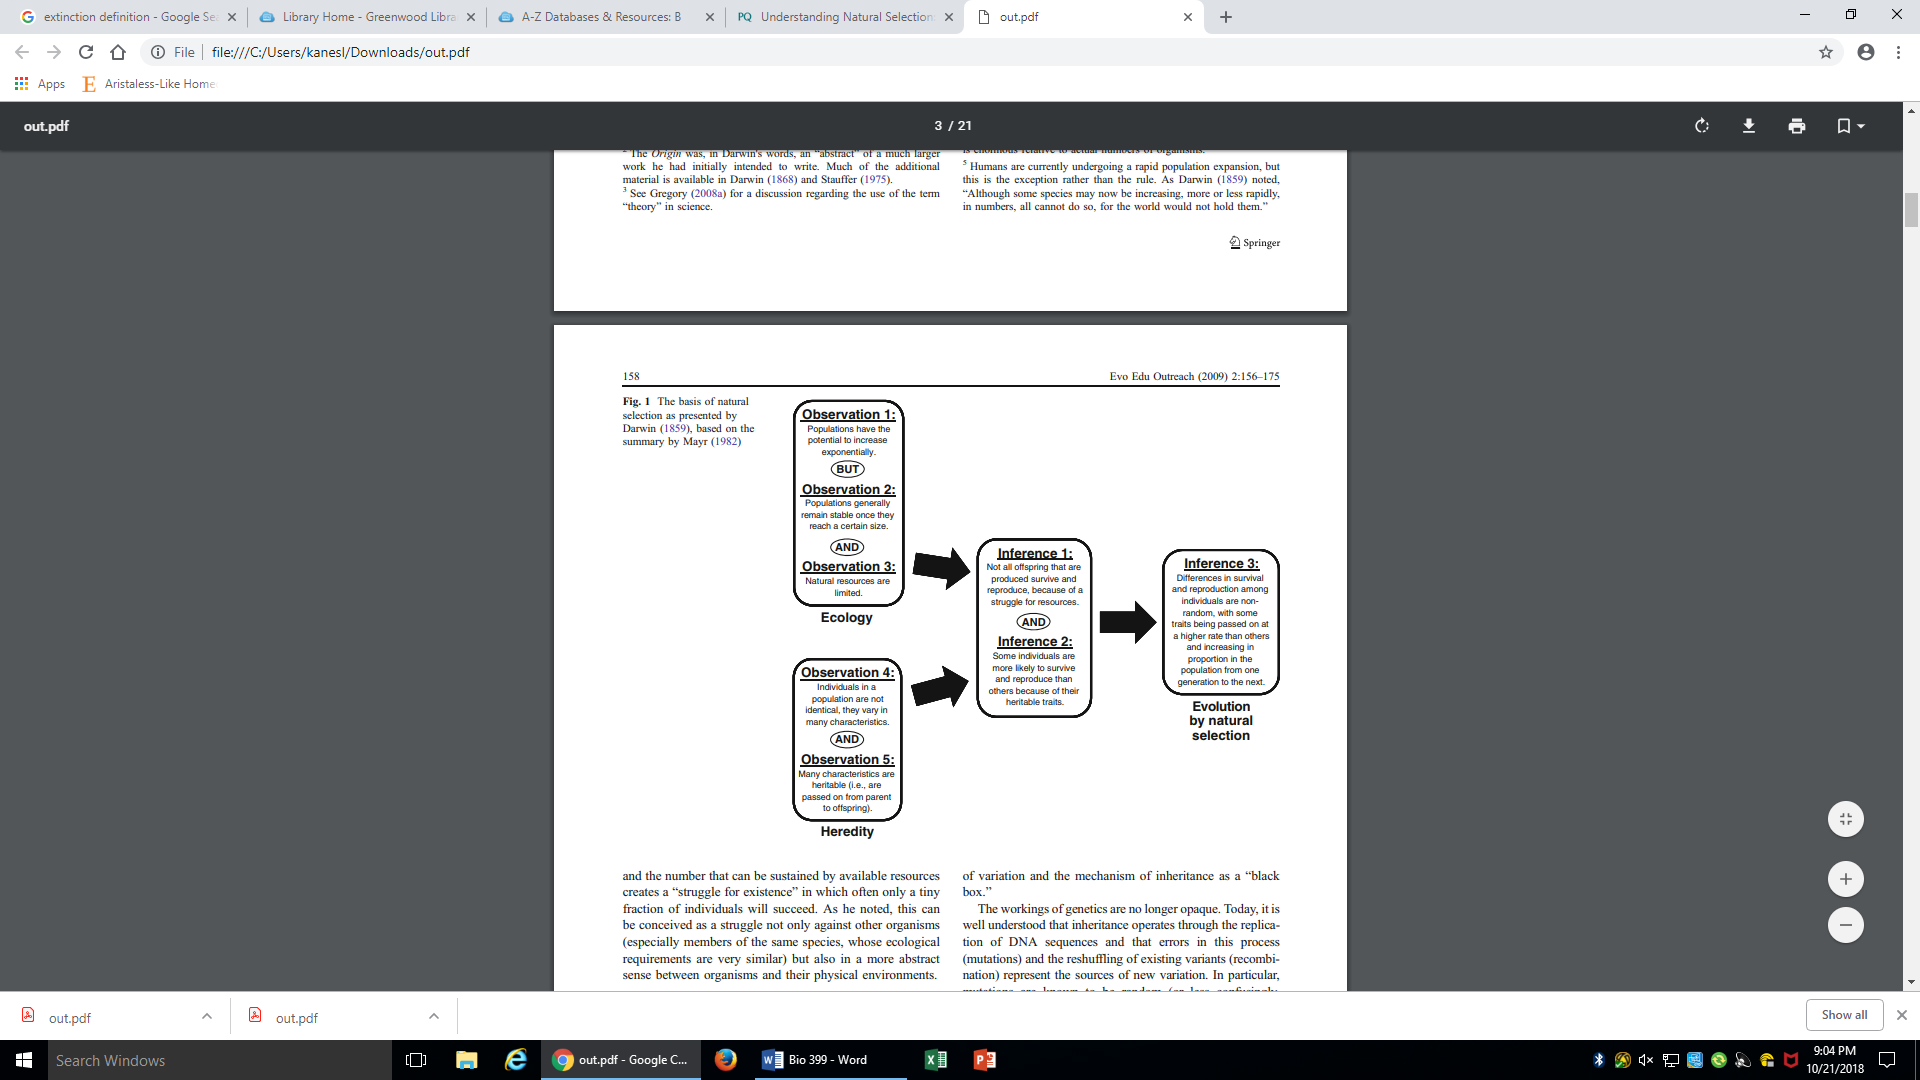 extinction definition - Google Se
Library Home - Greenwood Libra
A-Z Databases & Resources: B
PQ Understanding Natural Selection
out.pdf
File file:///C:/Users/kanesl/Downloads/out.pdf
Apps
E Aristaless-Like Home
out.pdf
3 / 21
2 The Origin was, in Darwin's words, an “abstract” of a much larger
work he had initially intended to write. Much of the additional
material is available in Darwin (1868) and Stauffer (1975).
3 See Gregory (2008a) for a discussion regarding the use of the term
“theory” in science.
is enormous relative to actual numbers of organisms.
5 Humans are currently undergoing a rapid population expansion, but
this is the exception rather than the rule. As Darwin (1859) noted,
“Although some species may now be increasing, more or less rapidly,
in numbers, all cannot do so, for the world would not hold them.”
Springer
158
Evo Edu Outreach (2009) 2:156–175
Fig. 1 The basis of natural
selection as presented by
Darwin (1859), based on the
summary by Mayr (1982)
Observation 1:
Populations have the
potential to increase
exponentially.
BUT
Observation 2:
Populations generally
remain stable once they
reach a certain size.
AND
Observation 3:
Natural resources are
limited.
Ecology
Observation 4:
Individuals in a
population are not
identical, they vary in
many characteristics.
AND
Observation 5:
Many characteristics are
heritable (i.e., are
passed on from parent
to offspring).
Heredity
Inference 1:
Not all offspring that are
produced survive and
reproduce, because of a
struggle for resources.
AND
Inference 2:
Some individuals are
more likely to survive
and reproduce than
others because of their
heritable traits.
Inference 3:
Differences in survival
and reproduction among
individuals are non-
random, with some
traits being passed on at
a higher rate than others
and increasing in
proportion in the
population from one
generation to the next.
Evolution
by natural
selection
and the number that can be sustained by available resources
creates a “struggle for existence” in which often only a tiny
fraction of individuals will succeed. As he noted, this can
be conceived as a struggle not only against other organisms
(especially members of the same species, whose ecological
requirements are very similar) but also in a more abstract
sense between organisms and their physical environments.
of variation and the mechanism of inheritance as a “black
box.”
The workings of genetics are no longer opaque. Today, it is
well understood that inheritance operates through the replica-
tion of DNA sequences and that errors in this process
(mutations) and the reshuffling of existing variants (recombi-
nation) represent the sources of new variation. In particular,
mutations are known to be random (or less confusingly,
out.pdf
out.pdf
Show all
Search Windows
out.pdf - Google C...
Bio 399 - Word
9:04 PM
10/21/2018